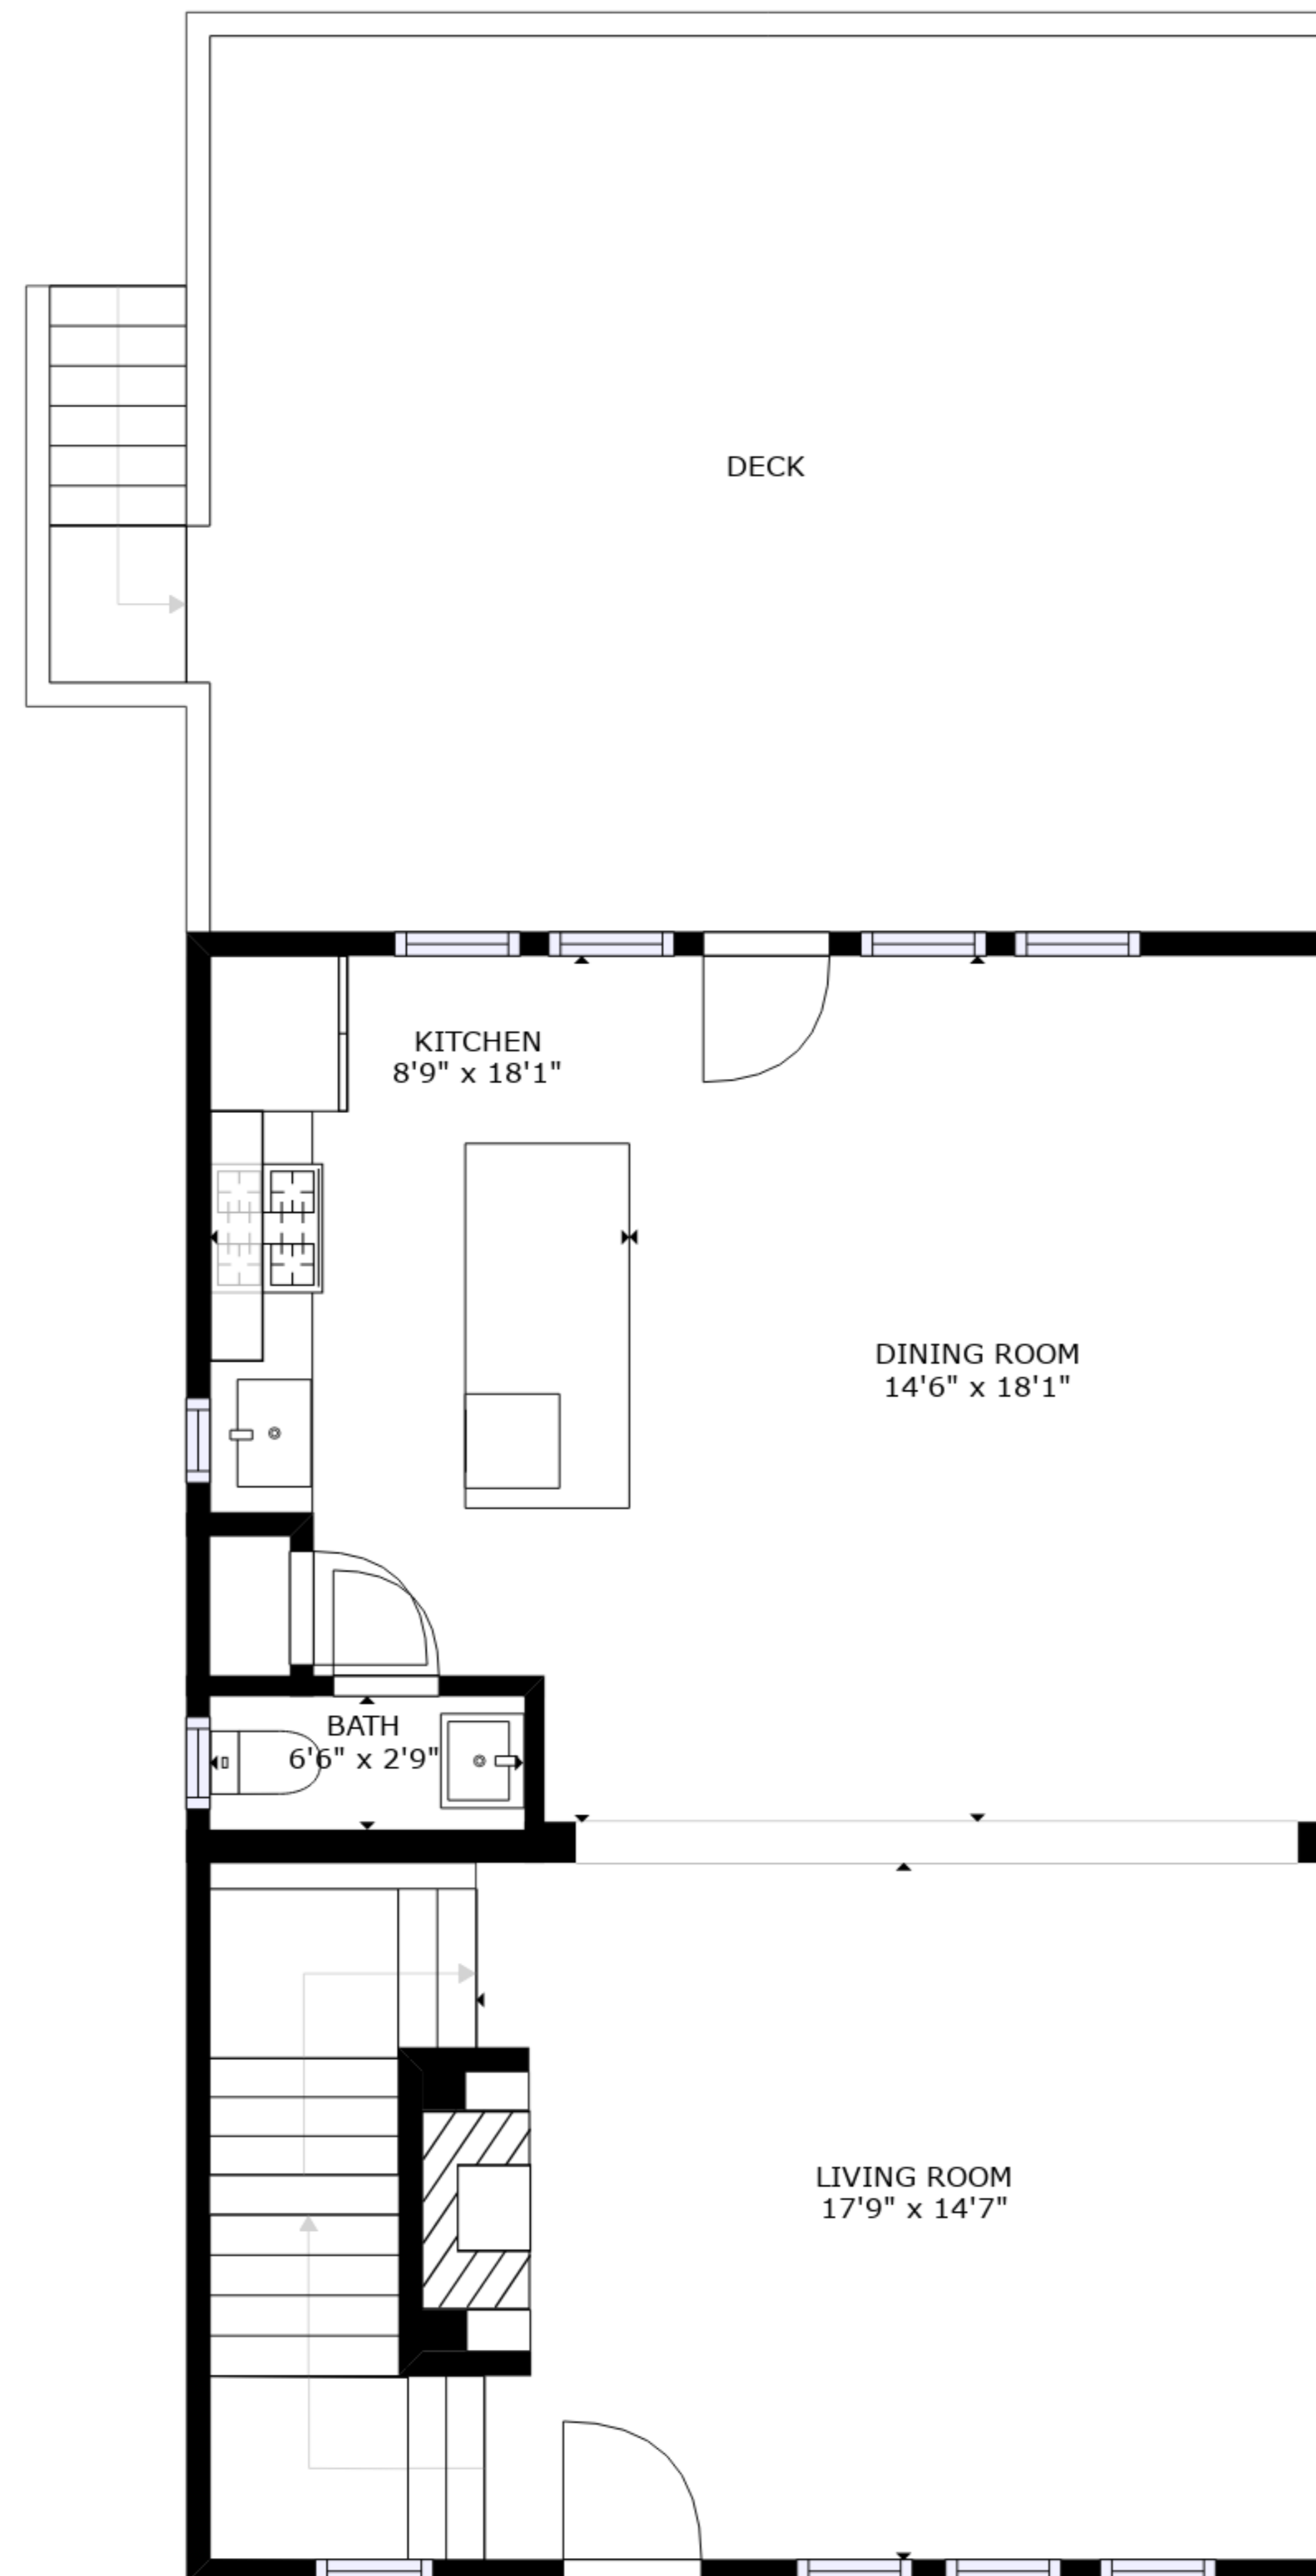 DECK
KITCHEN
8'9" x 18'1"
DINING ROOM
14'6" x 18'1"
BATH
6'6" x 2'9"
LIVING ROOM
17'9" x 14'7"